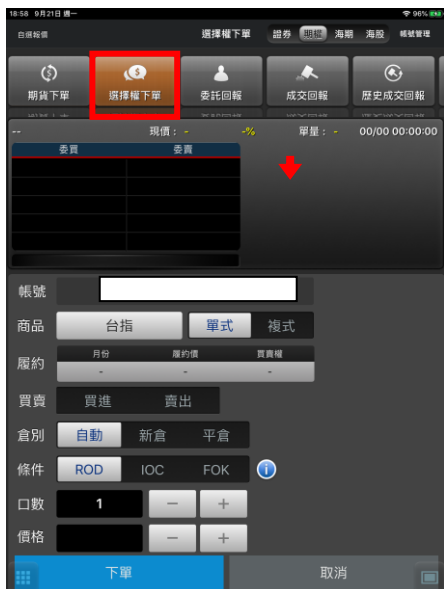 18:58 9月21日 週一 96%
自選報價 選擇權下單 證券 期權 海期 海股 帳號管理
期貨下單 選擇權下單 委託回報 成交回報 歷史成交回報
-- 現價： - -% 單量： - 00/00 00:00:00
委買 委賣
帳號
商品 台指 單式 複式
月份 履約價 買賣權
履約 - - -
買賣 買進 賣出
倉別 自動 新倉 平倉
條件 ROD IOC FOK
口數 1 － ＋
價格 － ＋
下單 取消